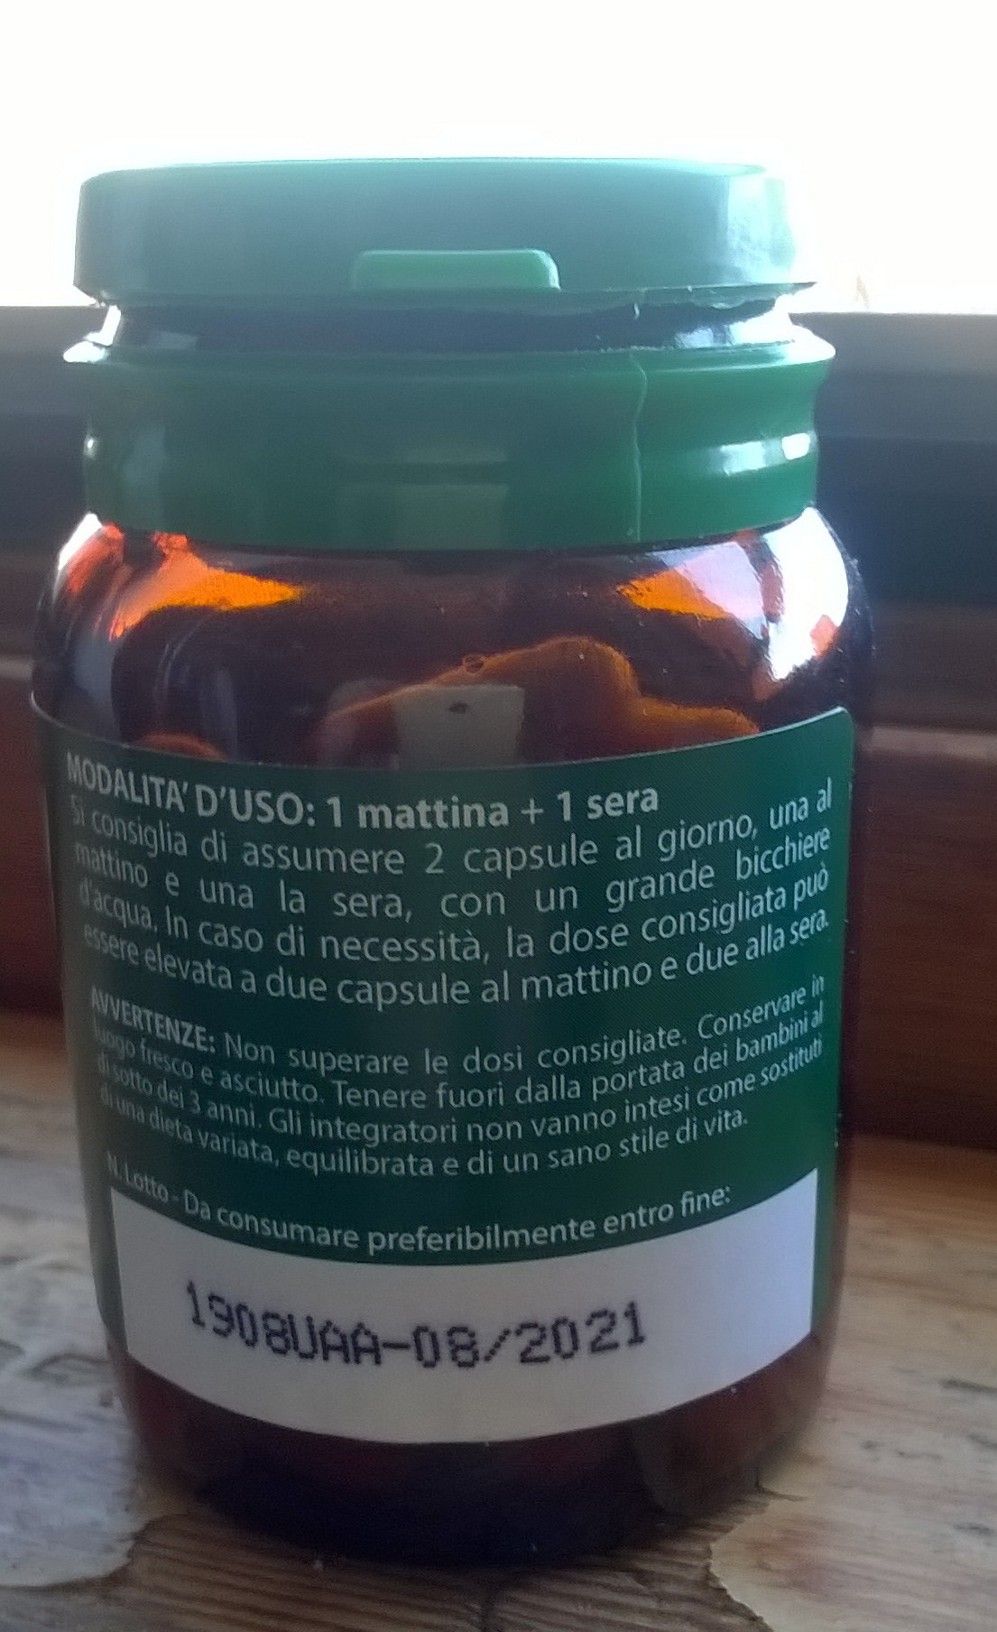 MODALITA' D'USO: 1 mattina + 1 sera
Si consiglia di assumere 2 capsule al giorno, una al
mattino e una la sera, con un grande bicchiere
d'acqua. In caso di necessità, la dose consigliata può
essere elevata a due capsule al mattino e due alla sera.
AVVERTENZE: Non superare le dosi consigliate. Conservare in
luogo fresco e asciutto. Tenere fuori dalla portata dei bambini al
di sotto dei 3 anni. Gli integratori non vanno intesi come sostituti
di una dieta variata, equilibrata e di un sano stile di vita.
N. Lotto - Da consumare preferibilmente entro fine:
1908UAA-08/2021